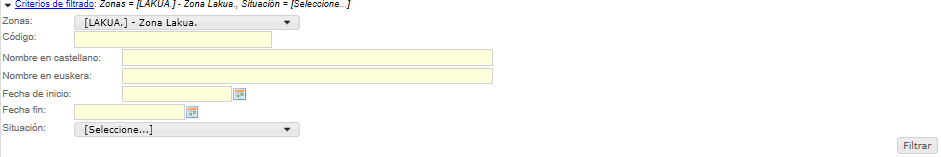 Criterios de filtrado: Zonas = [LAKUA.] - Zona Lakua., Situación = [Seleccione...]
Zonas: [LAKUA.] - Zona Lakua.
Código:
Nombre en castellano:
Nombre en euskera:
Fecha de inicio:
Fecha fin:
Situación: [Seleccione...]
Filtrar